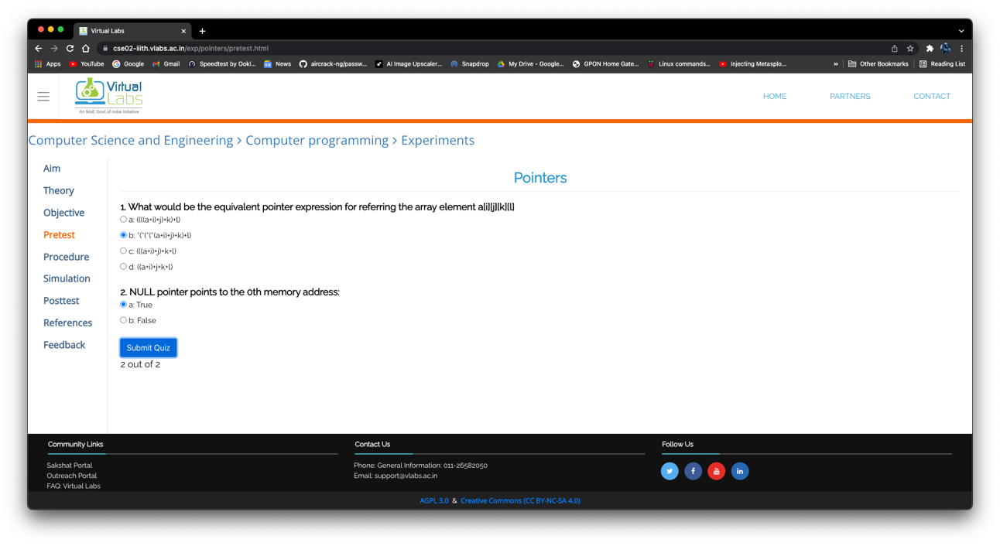 Virtual Labs
cse02-iiith.vlabs.ac.in/exp/pointers/pretest.html
Apps YouTube Google Gmail Speedtest by Ookl... News aircrack-ng/passw... AI Image Upscaler... Snapdrop My Drive - Google... GPON Home Gate... Linux commands... Injecting Metasplo... » Other Bookmarks Reading List
Virtual
Labs
An MoE Govt of India Initiative
HOME PARTNERS CONTACT
Computer Science and Engineering > Computer programming > Experiments
Aim
Theory
Objective
Pretest
Procedure
Simulation
Posttest
References
Feedback
Pointers
1. What would be the equivalent pointer expression for referring the array element a[i][j][k][l]
a: ((((a+i)+j)+k)+l)
b: *(*(*(*(a+i)+j)+k)+l)
c: (((a+i)+j)+k+l)
d: ((a+i)+j+k+l)
2. NULL pointer points to the 0th memory address:
a: True
b: False
Submit Quiz
2 out of 2
Community Links
Sakshat Portal
Outreach Portal
FAQ: Virtual Labs
Contact Us
Phone: General Information: 011-26582050
Email: support@vlabs.ac.in
Follow Us
AGPL 3.0 & Creative Commons (CC BY-NC-SA 4.0)